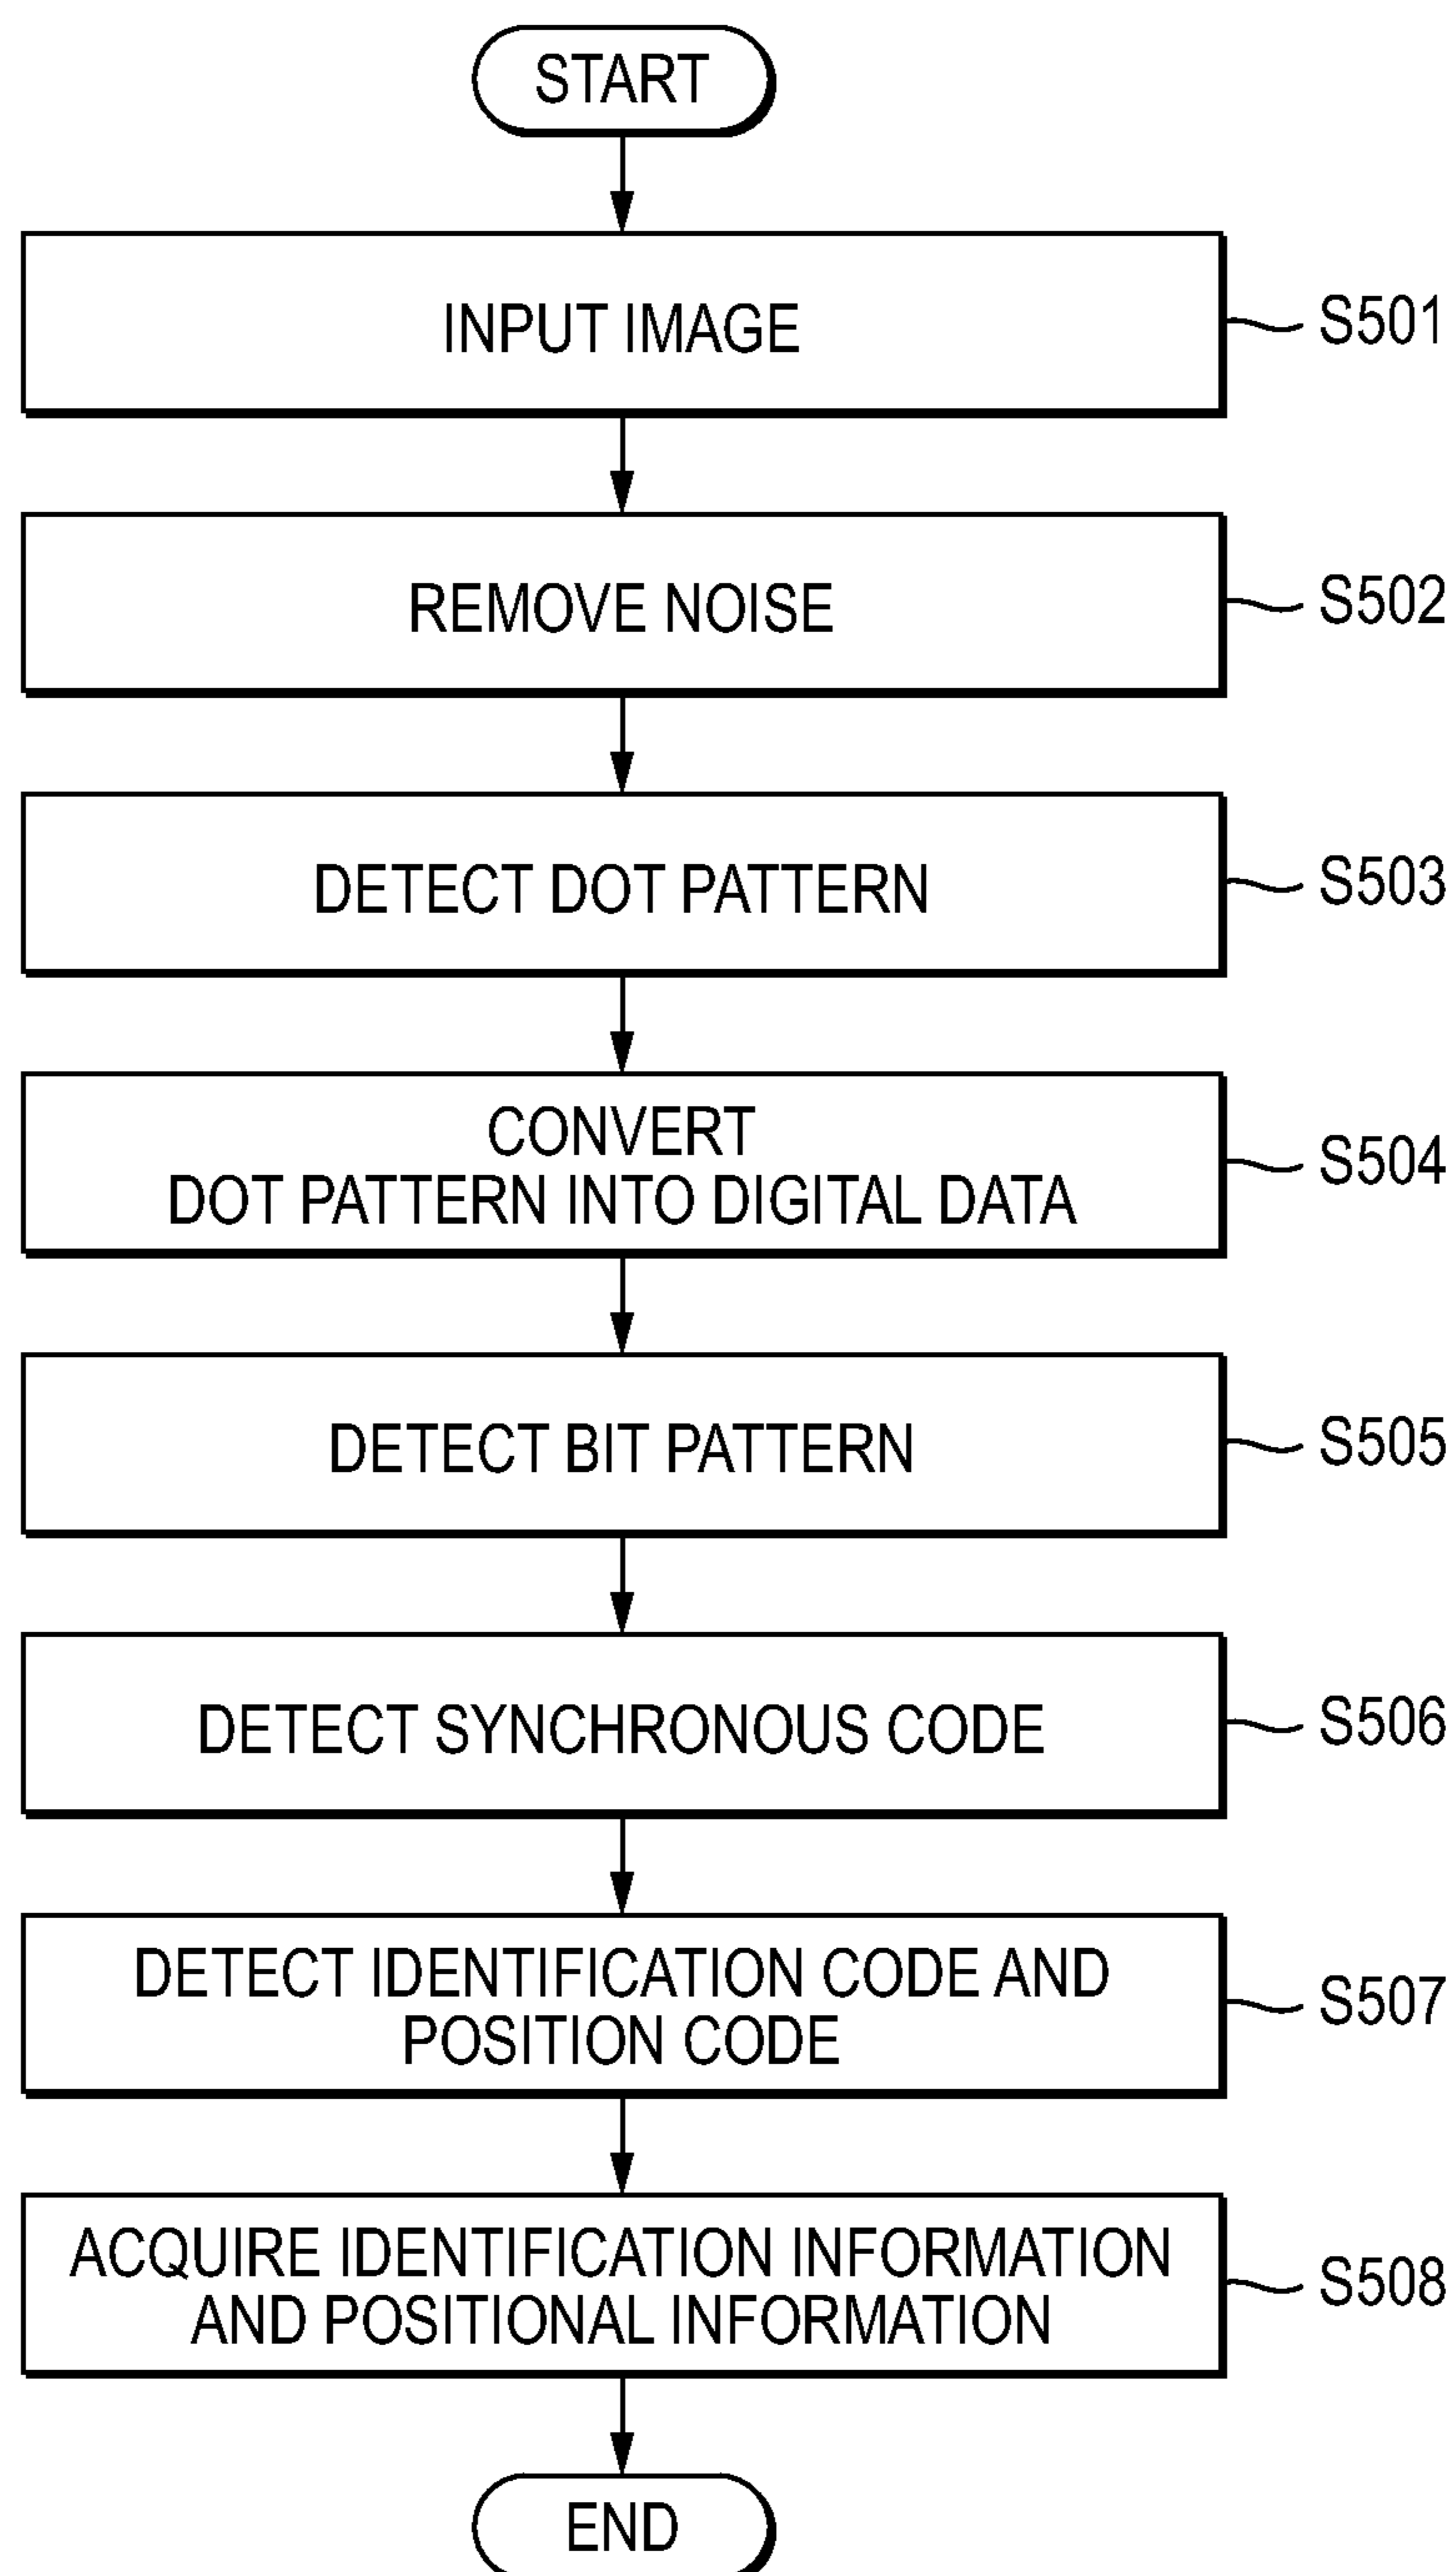 START
INPUT IMAGE
S501
REMOVE NOISE
S502
DETECT DOT PATTERN
S503
CONVERT
DOT PATTERN INTO DIGITAL DATA
S504
DETECT BIT PATTERN
S505
DETECT SYNCHRONOUS CODE
S506
DETECT IDENTIFICATION CODE AND
POSITION CODE
S507
ACQUIRE IDENTIFICATION INFORMATION
AND POSITIONAL INFORMATION
S508
END